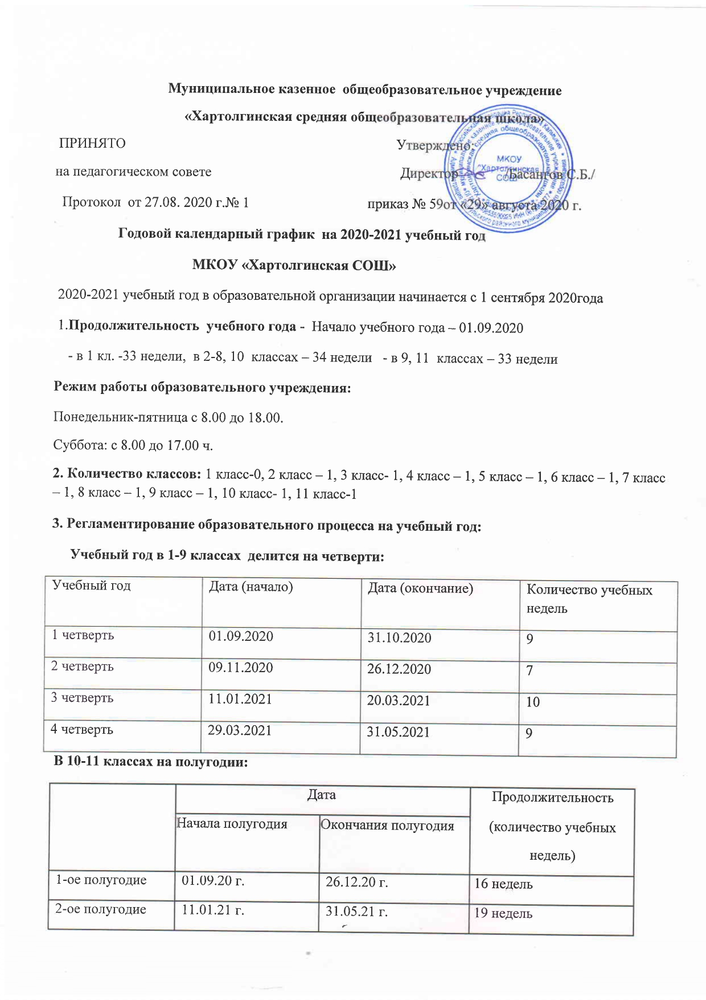 Муниципальное казенное общеобразовательное учреждение
«Хартолгинская средняя общеобразовательная школа»
ПРИНЯТО Утверждено:
на педагогическом совете Директор /Басангов С.Б./
Протокол от 27.08. 2020 г.№ 1 приказ № 59от «29» августа 2020 г.
МКОУ
"Хартолгинская
СОШ"
Годовой календарный график на 2020-2021 учебный год
МКОУ «Хартолгинская СОШ»
2020-2021 учебный год в образовательной организации начинается с 1 сентября 2020года
1.Продолжительность учебного года - Начало учебного года – 01.09.2020
- в 1 кл. -33 недели, в 2-8, 10 классах – 34 недели - в 9, 11 классах – 33 недели
Режим работы образовательного учреждения:
Понедельник-пятница с 8.00 до 18.00.
Суббота: с 8.00 до 17.00 ч.
2. Количество классов: 1 класс-0, 2 класс – 1, 3 класс- 1, 4 класс – 1, 5 класс – 1, 6 класс – 1, 7 класс
– 1, 8 класс – 1, 9 класс – 1, 10 класс- 1, 11 класс-1
3. Регламентирование образовательного процесса на учебный год:
Учебный год в 1-9 классах делится на четверти:
Учебный год Дата (начало) Дата (окончание) Количество учебных
недель
1 четверть 01.09.2020 31.10.2020 9
2 четверть 09.11.2020 26.12.2020 7
3 четверть 11.01.2021 20.03.2021 10
4 четверть 29.03.2021 31.05.2021 9
В 10-11 классах на полугодии:
Дата Продолжительность
Начала полугодия Окончания полугодия (количество учебных
недель)
1-ое полугодие 01.09.20 г. 26.12.20 г. 16 недель
2-ое полугодие 11.01.21 г. 31.05.21 г. 19 недель